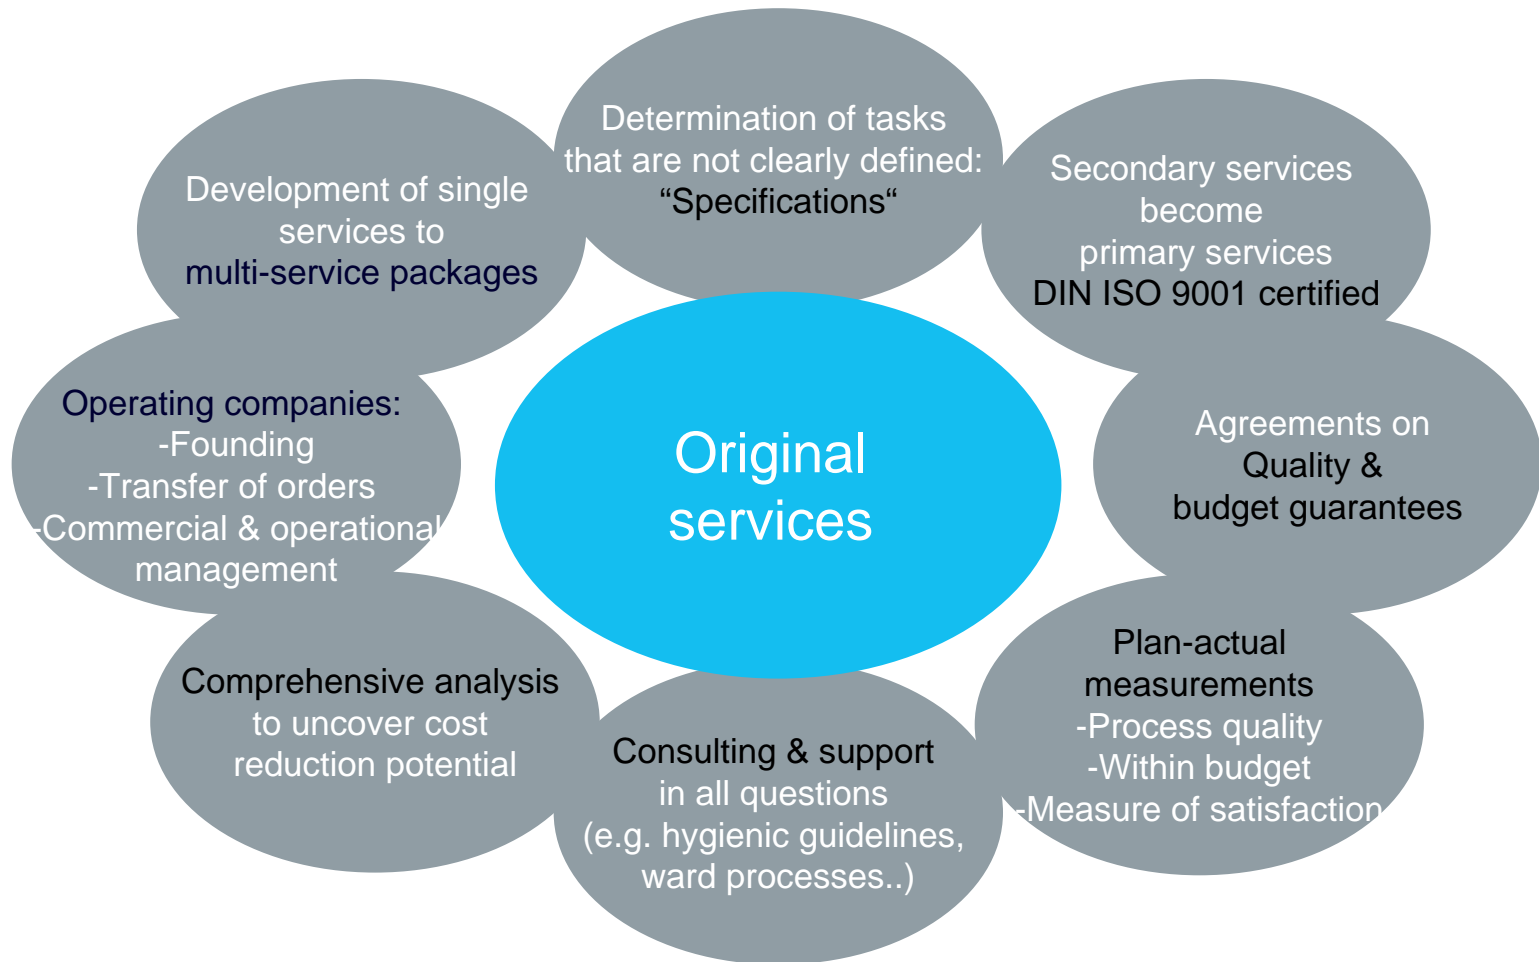 Determination of tasks
that are not clearly defined:
“Specifications“
Development of single
services to
multi-service packages
Secondary services
become
primary services
DIN ISO 9001 certified
Operating companies:
-Founding
-Transfer of orders
-Commercial & operational
management
Original
services
Agreements on
Quality &
budget guarantees
Comprehensive analysis
to uncover cost
reduction potential
Consulting & support
in all questions
(e.g. hygienic guidelines,
ward processes..)
Plan-actual
measurements
-Process quality
-Within budget
-Measure of satisfaction